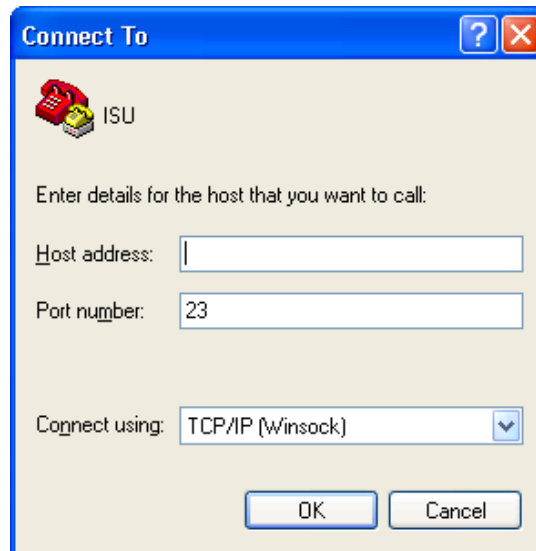 Connect To
ISU
Enter details for the host that you want to call:
Host address:
Port number: 23
Connect using: TCP/IP (Winsock)
OK Cancel